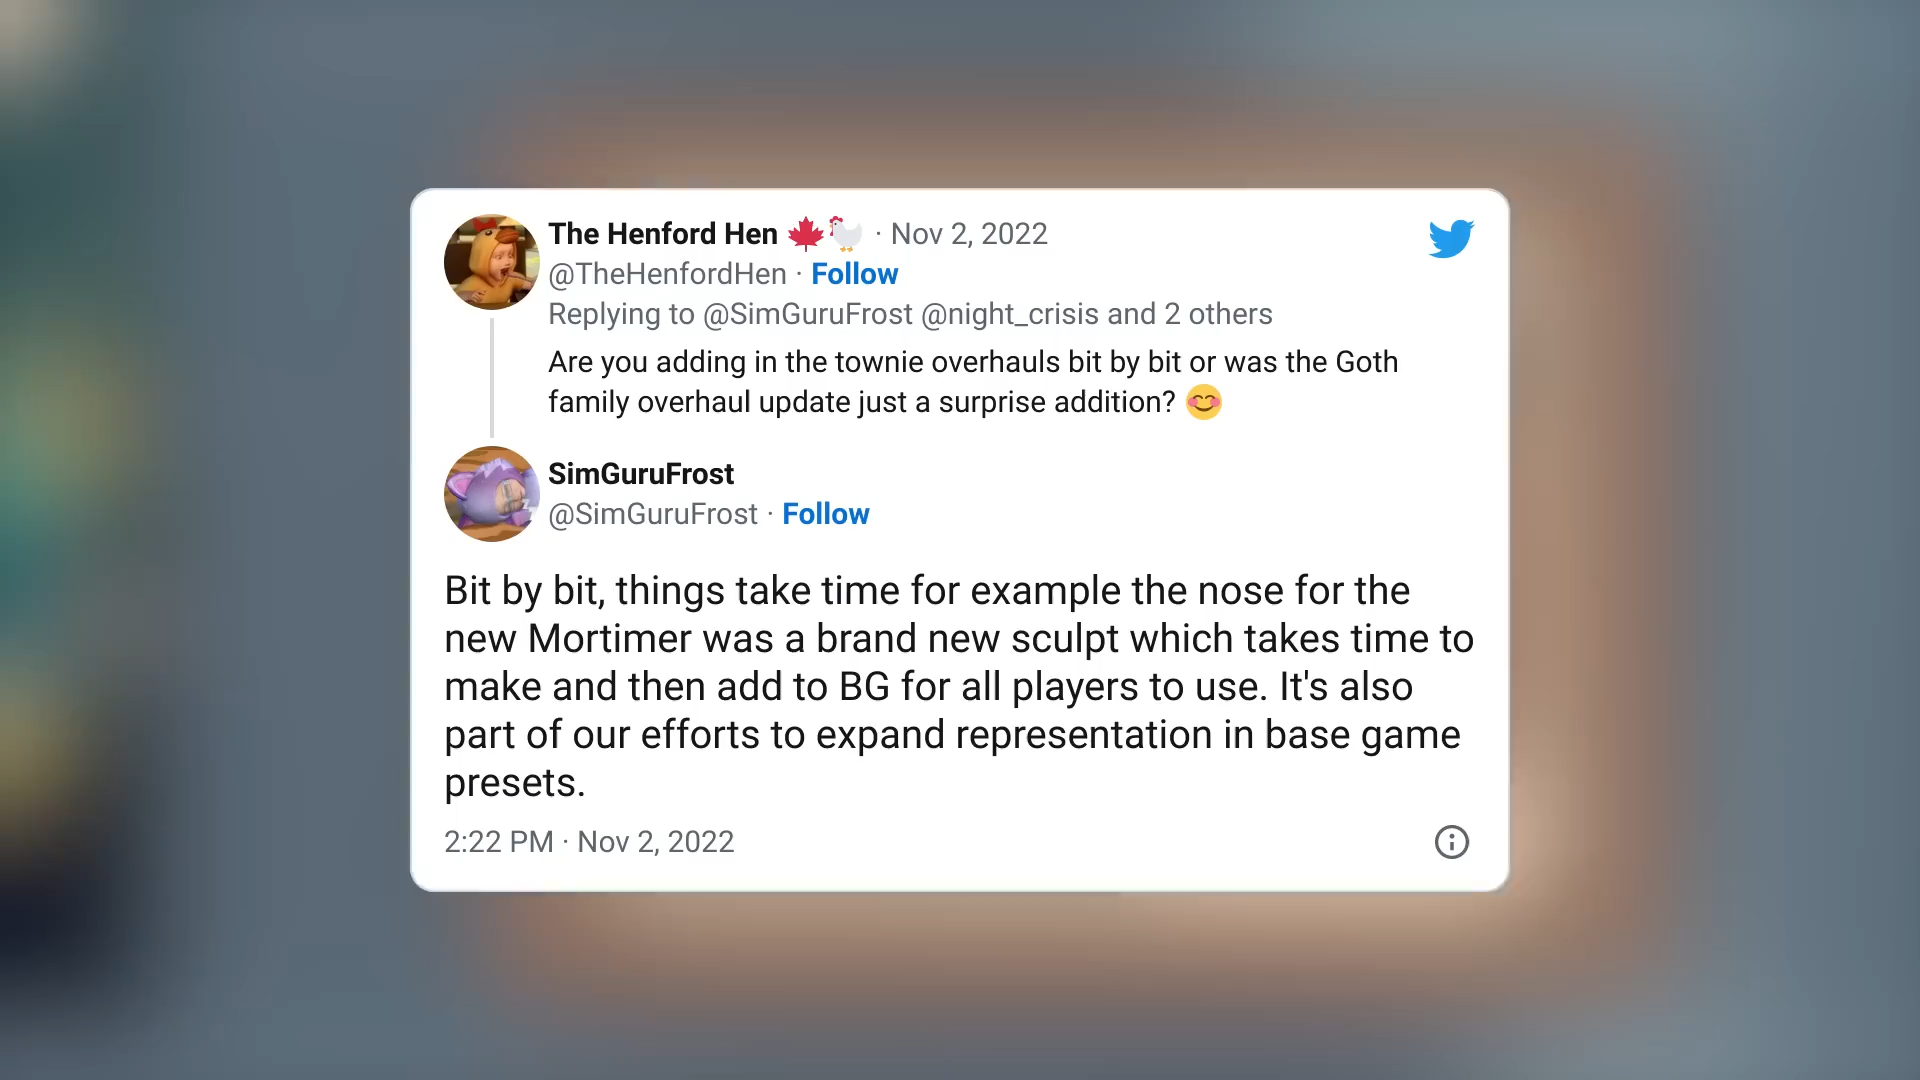 The Henford Hen 🍁🐓 · Nov 2, 2022
@TheHenfordHen · Follow
Replying to @SimGuruFrost @night_crisis and 2 others
Are you adding in the townie overhauls bit by bit or was the Goth
family overhaul update just a surprise addition? 😊
SimGuruFrost
@SimGuruFrost · Follow
Bit by bit, things take time for example the nose for the
new Mortimer was a brand new sculpt which takes time to
make and then add to BG for all players to use. It's also
part of our efforts to expand representation in base game
presets.
2:22 PM · Nov 2, 2022